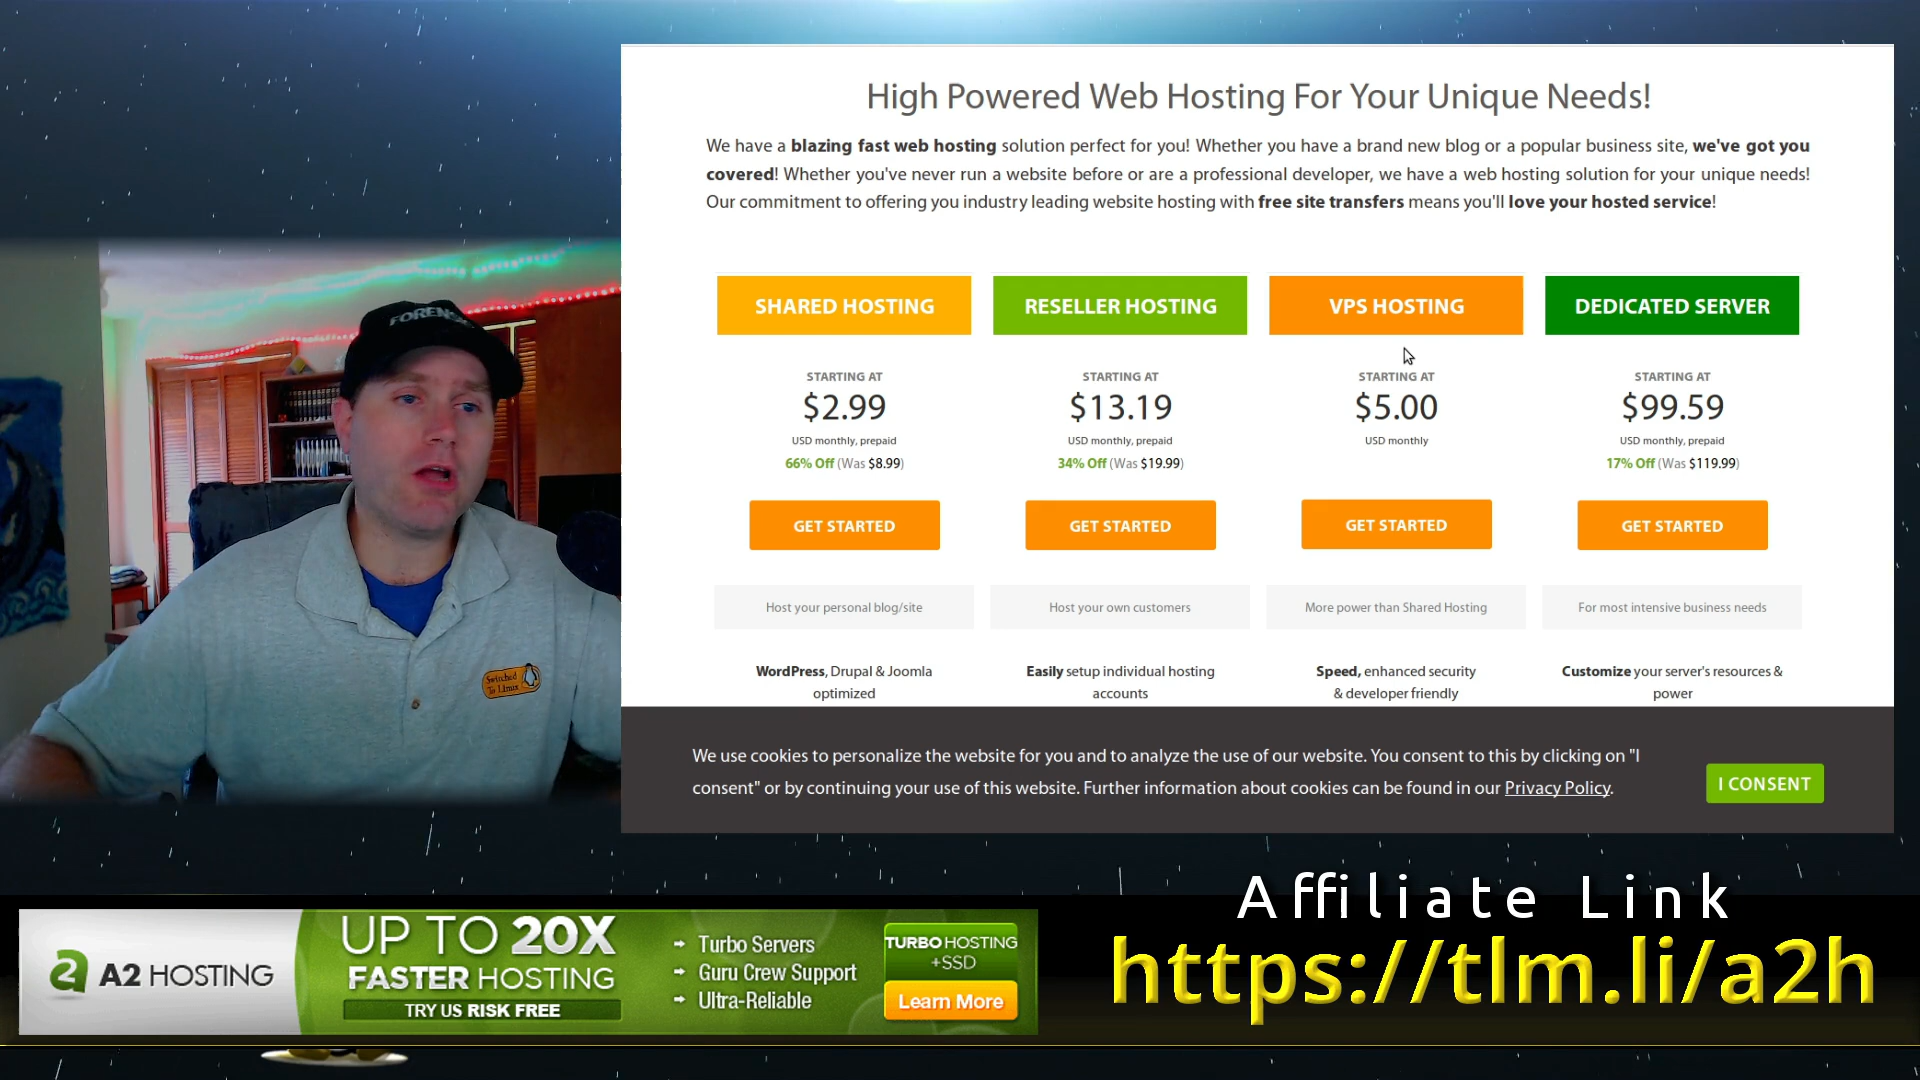 High Powered Web Hosting For Your Unique Needs!
We have a blazing fast web hosting solution perfect for you! Whether you have a brand new blog or a popular business site, we've got you
covered! Whether you've never run a website before or are a professional developer, we have a web hosting solution for your unique needs!
Our commitment to offering you industry leading website hosting with free site transfers means you'll love your hosted service!
SHARED HOSTING
STARTING AT
$2.99
USD monthly, prepaid
66% Off (Was $8.99)
GET STARTED
Host your personal blog/site
WordPress, Drupal & Joomla
optimized
RESELLER HOSTING
STARTING AT
$13.19
USD monthly, prepaid
34% Off (Was $19.99)
GET STARTED
Host your own customers
Easily setup individual hosting
accounts
VPS HOSTING
STARTING AT
$5.00
USD monthly
GET STARTED
More power than Shared Hosting
Speed, enhanced security
& developer friendly
DEDICATED SERVER
STARTING AT
$99.59
USD monthly, prepaid
17% Off (Was $119.99)
GET STARTED
For most intensive business needs
Customize your server's resources &
power
We use cookies to personalize the website for you and to analyze the use of our website. You consent to this by clicking on "I
consent" or by continuing your use of this website. Further information about cookies can be found in our Privacy Policy.
I CONSENT
Switched
To Linux
A2 HOSTING
UP TO 20X
FASTER HOSTING
TRY US RISK FREE
Turbo Servers
Guru Crew Support
Ultra-Reliable
TURBO HOSTING
+SSD
Learn More
Affiliate Link
https://tlm.li/a2h